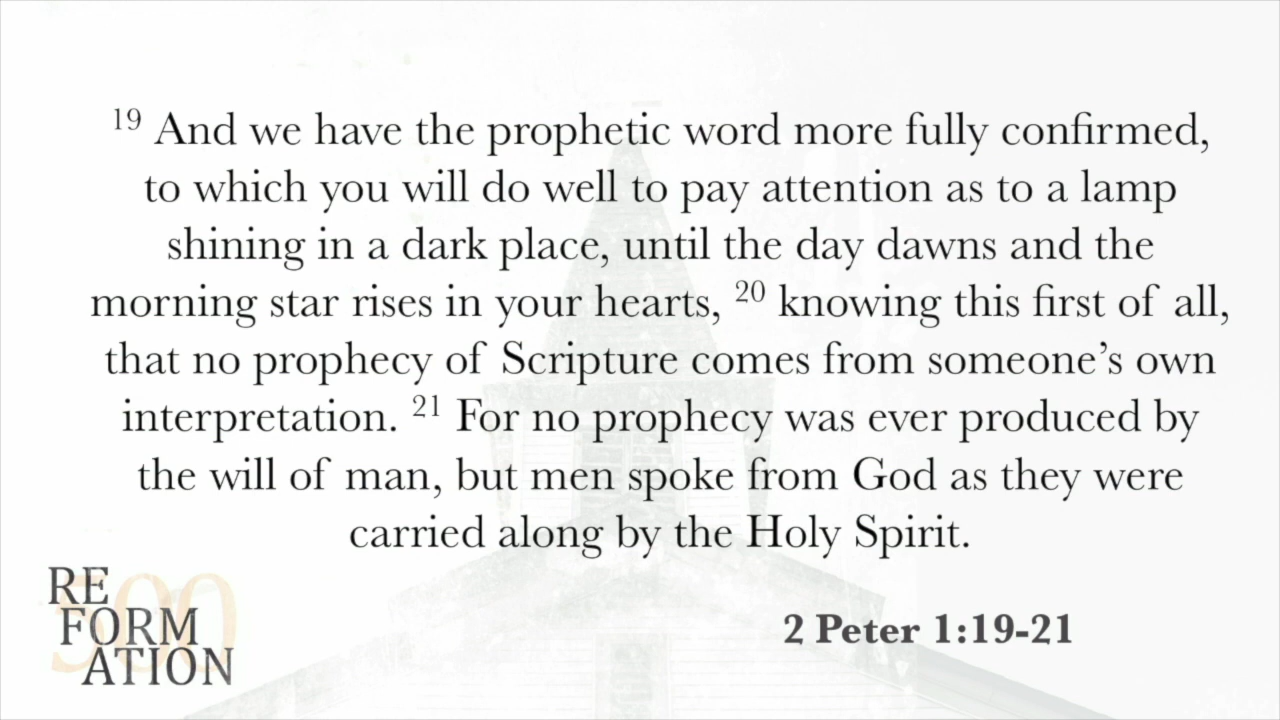 19 And we have the prophetic word more fully confirmed,
to which you will do well to pay attention as to a lamp
shining in a dark place, until the day dawns and the
morning star rises in your hearts, 20 knowing this first of all,
that no prophecy of Scripture comes from someone’s own
interpretation. 21 For no prophecy was ever produced by
the will of man, but men spoke from God as they were
carried along by the Holy Spirit.
500
RE
FORM
ATION
2 Peter 1:19-21